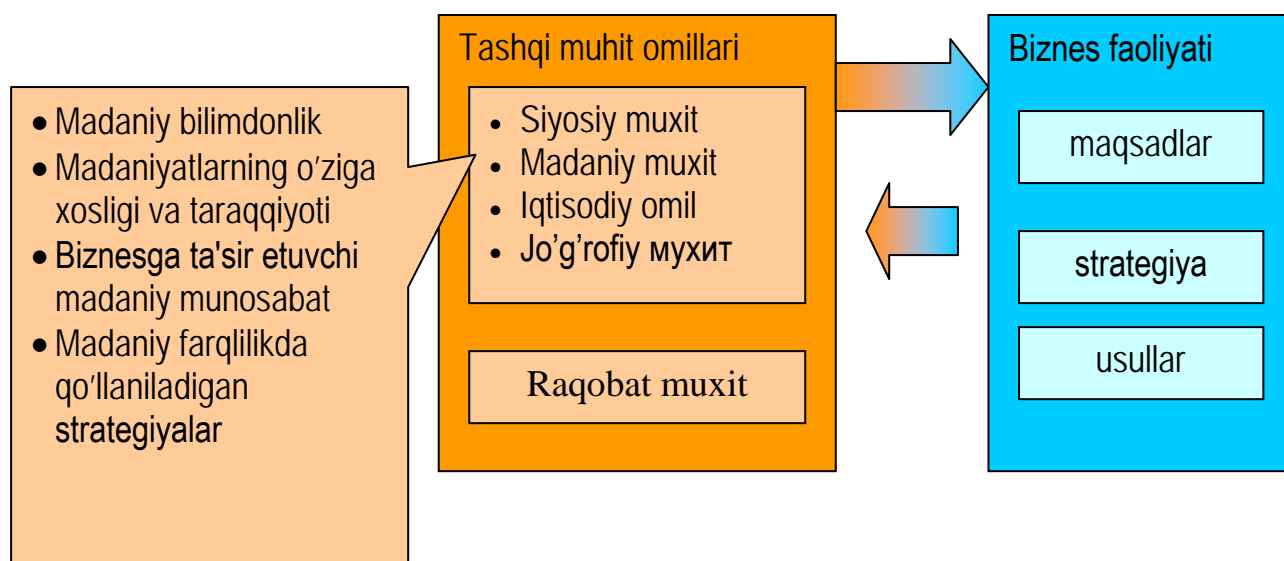 • Madaniy bilimdonlik
• Madaniyatlarning o’ziga
xosligi va taraqqiyoti
• Biznesga ta'sir etuvchi
madaniy munosabat
• Madaniy farqlilikda
qo’llaniladigan
strategiyalar
Tashqi muhit omillari
• Siyosiy muxit
• Madaniy muxit
• Iqtisodiy omil
• Jo’g’rofiy мухит
Raqobat muxit
Biznes faoliyati
maqsadlar
strategiya
usullar